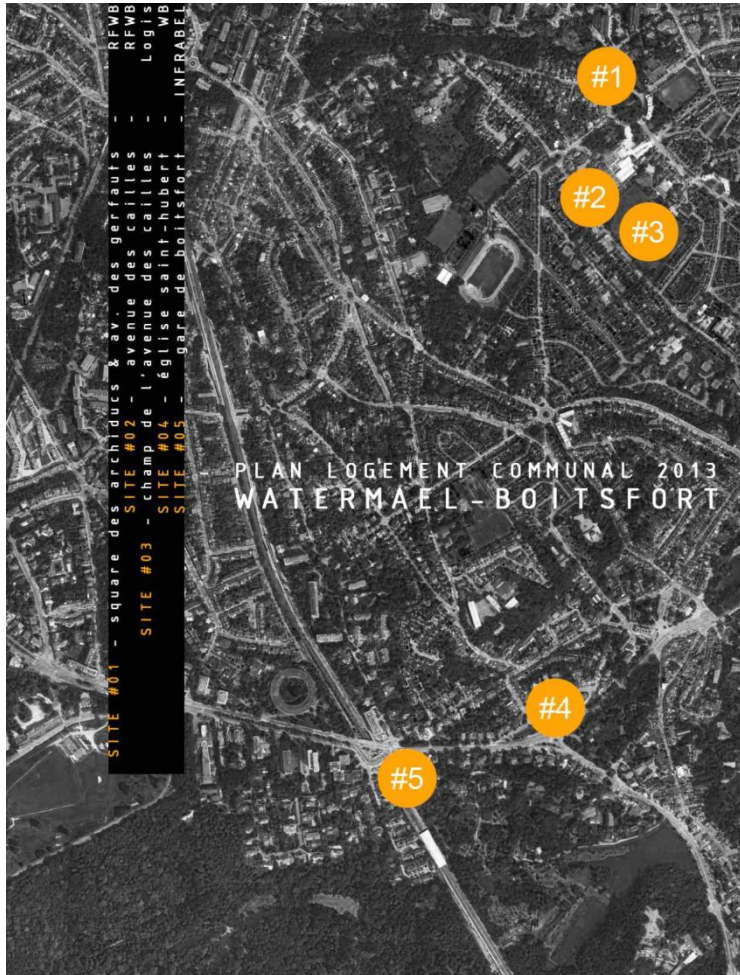 SITE #01 - square des archiducs & av. des gerfauts - RFWB
SITE #02 - avenue des cailles - RFWB
SITE #03 - champ de l'avenue des cailles - Logis
SITE #04 - église saint-hubert - WB
SITE #05 - gare de boitsfort - INFRABEL
#1
#2
#3
PLAN LOGEMENT COMMUNAL 2013
WATERMAEL-BOITSFORT
#4
#5